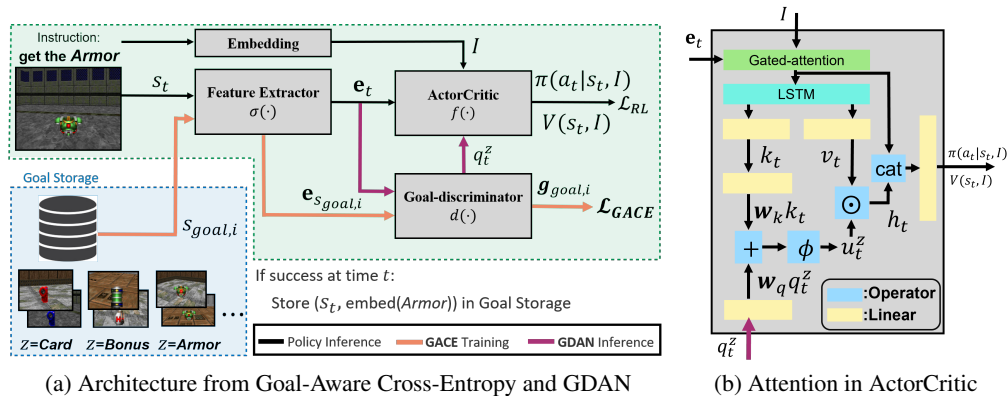 Instruction:
get the Armor
Embedding
I
s_t
Feature Extractor
σ(·)
e_t
ActorCritic
f(·)
π(a_t|s_t, I)
V(s_t, I)
ℒ_RL
q_t^z
Goal Storage
s_goal,i
e_{s_goal,i}
Goal-discriminator
d(·)
g_goal,i
ℒ_GACE
Z=Card
Z=Bonus
Z=Armor
...
If success at time t:
Store (S_t, embed(Armor)) in Goal Storage
Policy Inference
GACE Training
GDAN Inference
(a) Architecture from Goal-Aware Cross-Entropy and GDAN
I
e_t
Gated-attention
LSTM
k_t
v_t
cat
π(a_t|s_t, I)
V(s_t, I)
w_k k_t
⊙
h_t
+
ϕ
u_t^z
w_q q_t^z
:Operator
:Linear
q_t^z
(b) Attention in ActorCritic